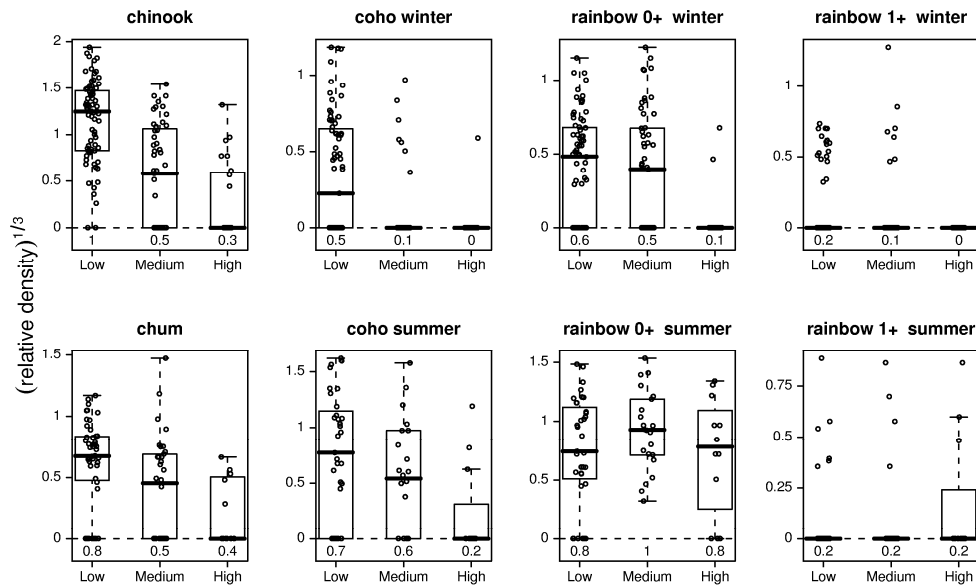 chinook coho winter rainbow 0+ winter rainbow 1+ winter
2
1.5
1
0.5
0
1 0.5 0.3
Low Medium High
1
0.5
0
0.5 0.1 0
Low Medium High
1
0.5
0
0.6 0.5 0.1
Low Medium High
1
0.5
0
0.2 0.1 0
Low Medium High
(relative density)^1/3
chum coho summer rainbow 0+ summer rainbow 1+ summer
1.5
1
0.5
0
0.8 0.5 0.4
Low Medium High
1.5
1
0.5
0
0.7 0.6 0.2
Low Medium High
1.5
1
0.5
0
0.8 1 0.8
Low Medium High
0.75
0.5
0.25
0
0.2 0.2 0.2
Low Medium High